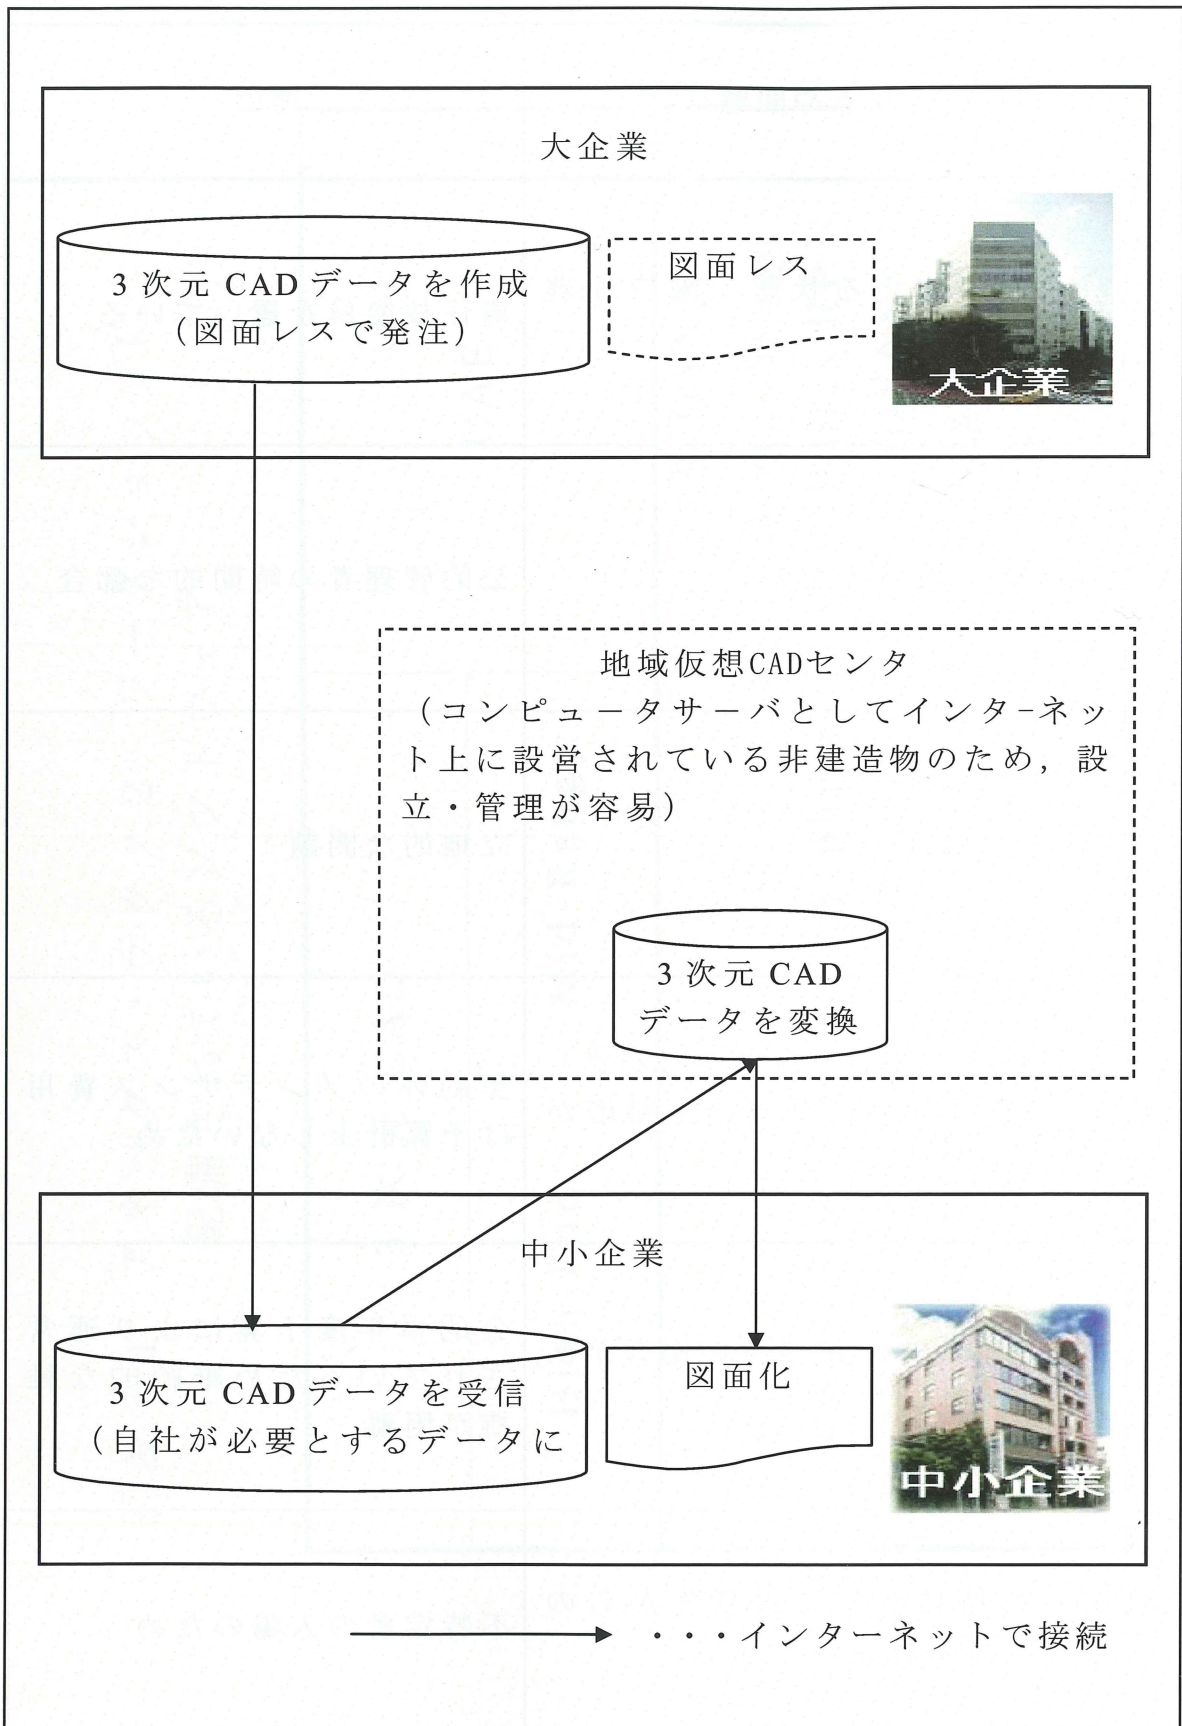 大企業
3 次元 CAD データを作成
（図面レスで発注）
図面レス
大企業
地域仮想CADセンタ
（コンピュータサーバとしてインターネッ
ト上に設営されている非建造物のため，設
立・管理が容易）
3 次元 CAD
データを変換
中小企業
3 次元 CAD データを受信
（自社が必要とするデータに
図面化
中小企業
・・・インターネットで接続